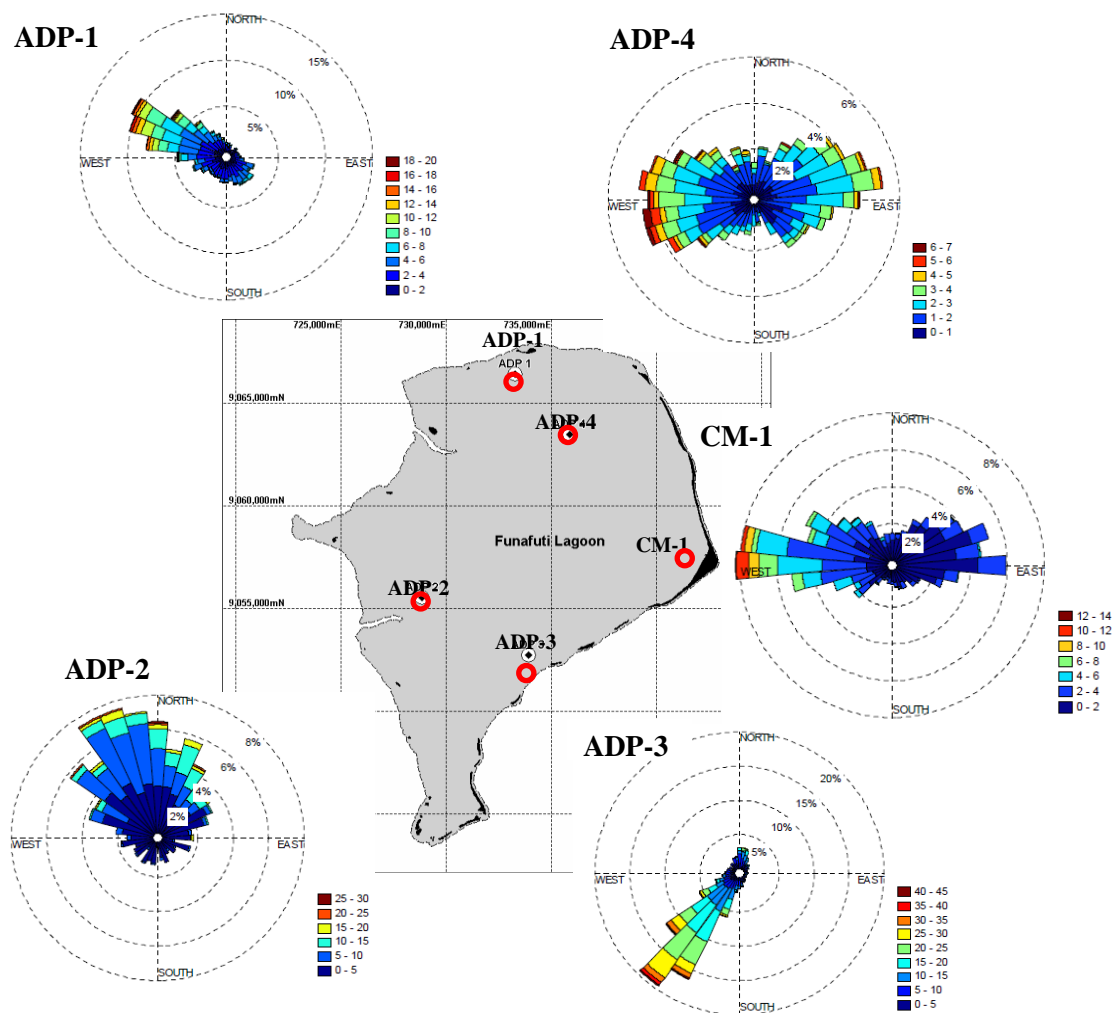 ADP-1
NORTH
15%
10%
5%
WEST
EAST
SOUTH
18 - 20
16 - 18
14 - 16
12 - 14
10 - 12
8 - 10
6 - 8
4 - 6
2 - 4
0 - 2
ADP-4
NORTH
6%
4%
2%
WEST
EAST
SOUTH
6 - 7
5 - 6
4 - 5
3 - 4
2 - 3
1 - 2
0 - 1
725,000mE
730,000mE
735,000mE
ADP-1
ADP 1
9,065,000mN
ADP-4
9,060,000mN
Funafuti Lagoon
CM-1
ADP-2
9,055,000mN
ADP-3
CM-1
NORTH
8%
6%
4%
2%
WEST
EAST
SOUTH
12 - 14
10 - 12
8 - 10
6 - 8
4 - 6
2 - 4
0 - 2
ADP-2
NORTH
8%
6%
4%
2%
WEST
EAST
SOUTH
25 - 30
20 - 25
15 - 20
10 - 15
5 - 10
0 - 5
ADP-3
NORTH
20%
15%
10%
5%
WEST
EAST
SOUTH
40 - 45
35 - 40
30 - 35
25 - 30
20 - 25
15 - 20
10 - 15
5 - 10
0 - 5